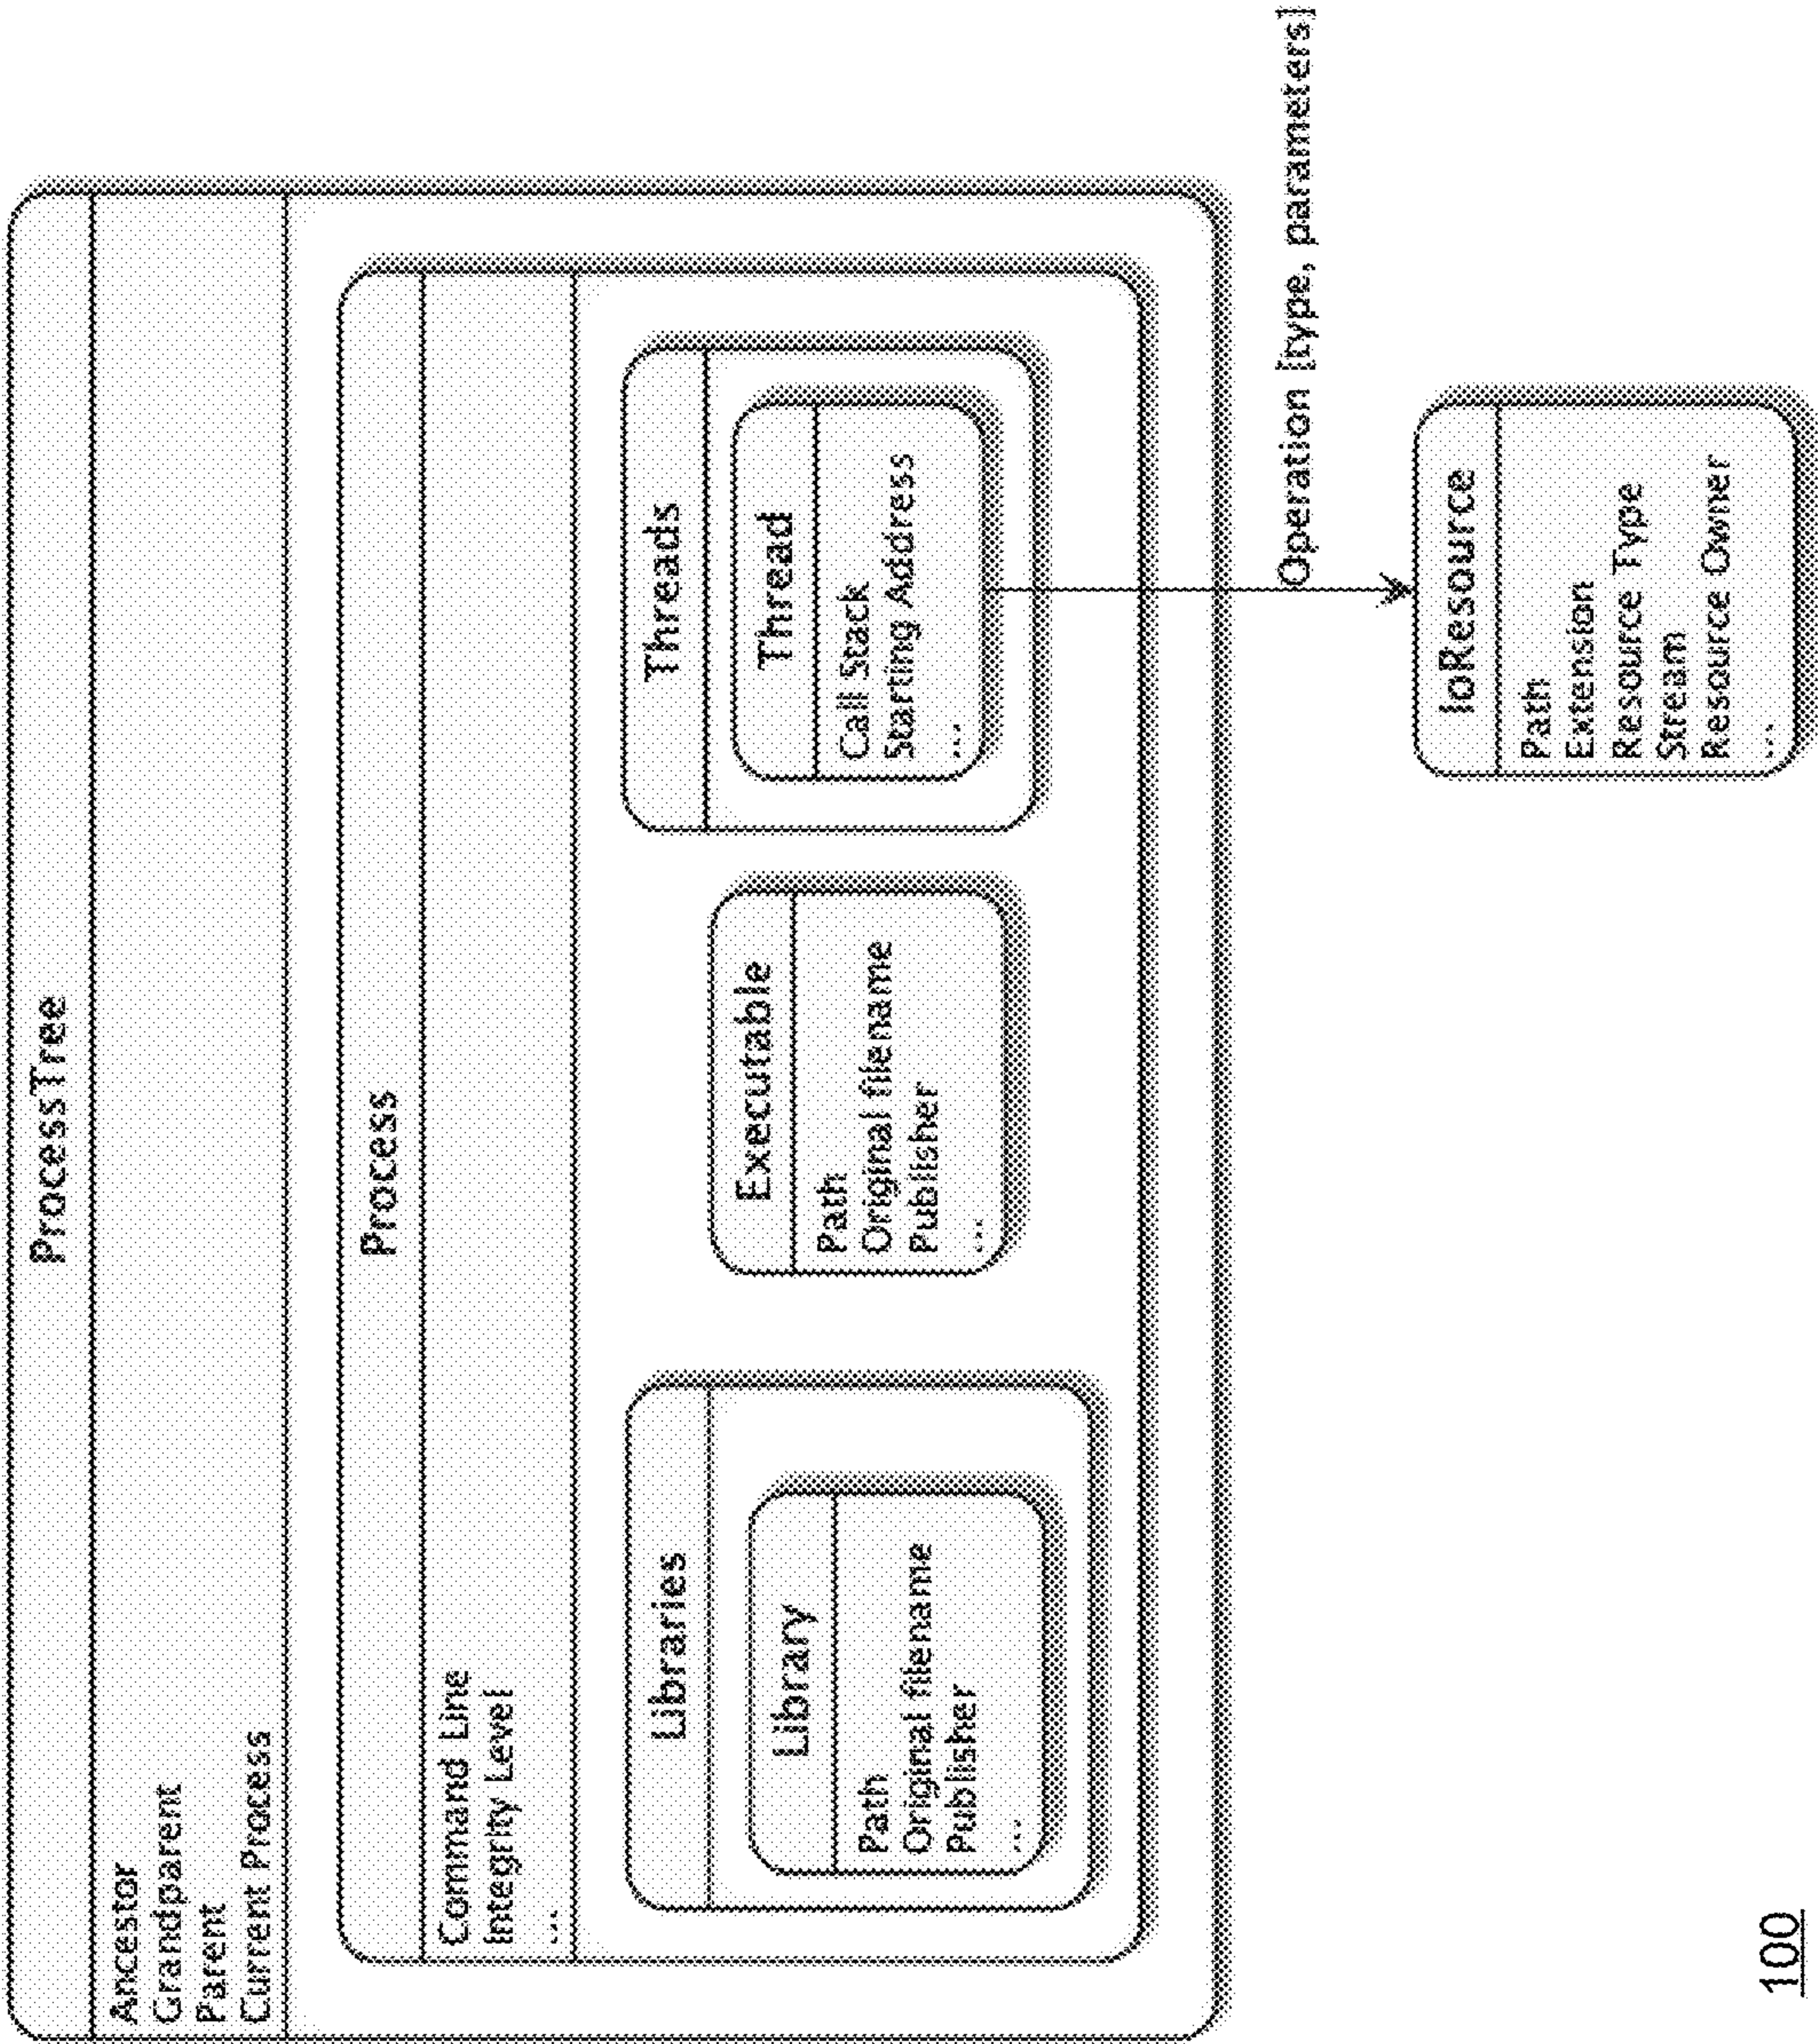 ProcessTree
Ancestor
Grandparent
Parent
Current Process
Process
Command Line
Integrity Level
...
Libraries
Library
Path
Original filename
Publisher
...
Executable
Path
Original filename
Publisher
...
Threads
Thread
Call Stack
Starting Address
...
Operation [type, parameters]
IoResource
Path
Extension
Resource Type
Stream
Resource Owner
...
100